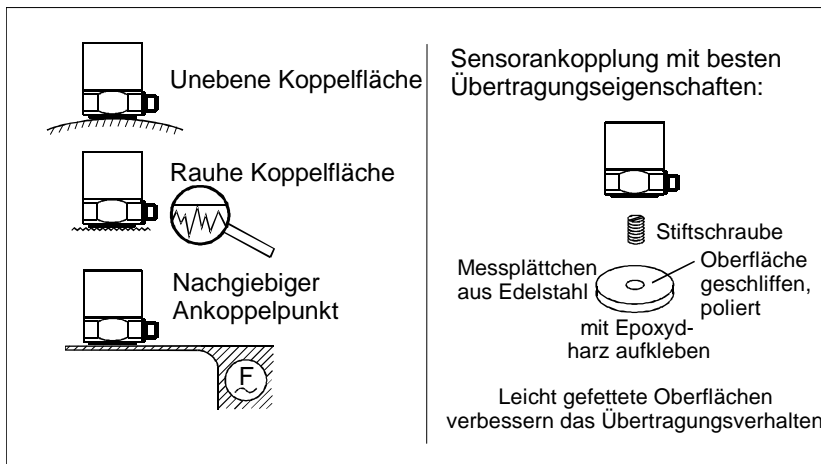 Unebene Koppelfläche
Rauhe Koppelfläche
Nachgiebiger
Ankoppelpunkt
F
Sensorankopplung mit besten
Übertragungseigenschaften:
Stiftschraube
Messplättchen
aus Edelstahl
Oberfläche
geschliffen,
poliert
mit Epoxyd-
harz aufkleben
Leicht gefettete Oberflächen
verbessern das Übertragungsverhalten